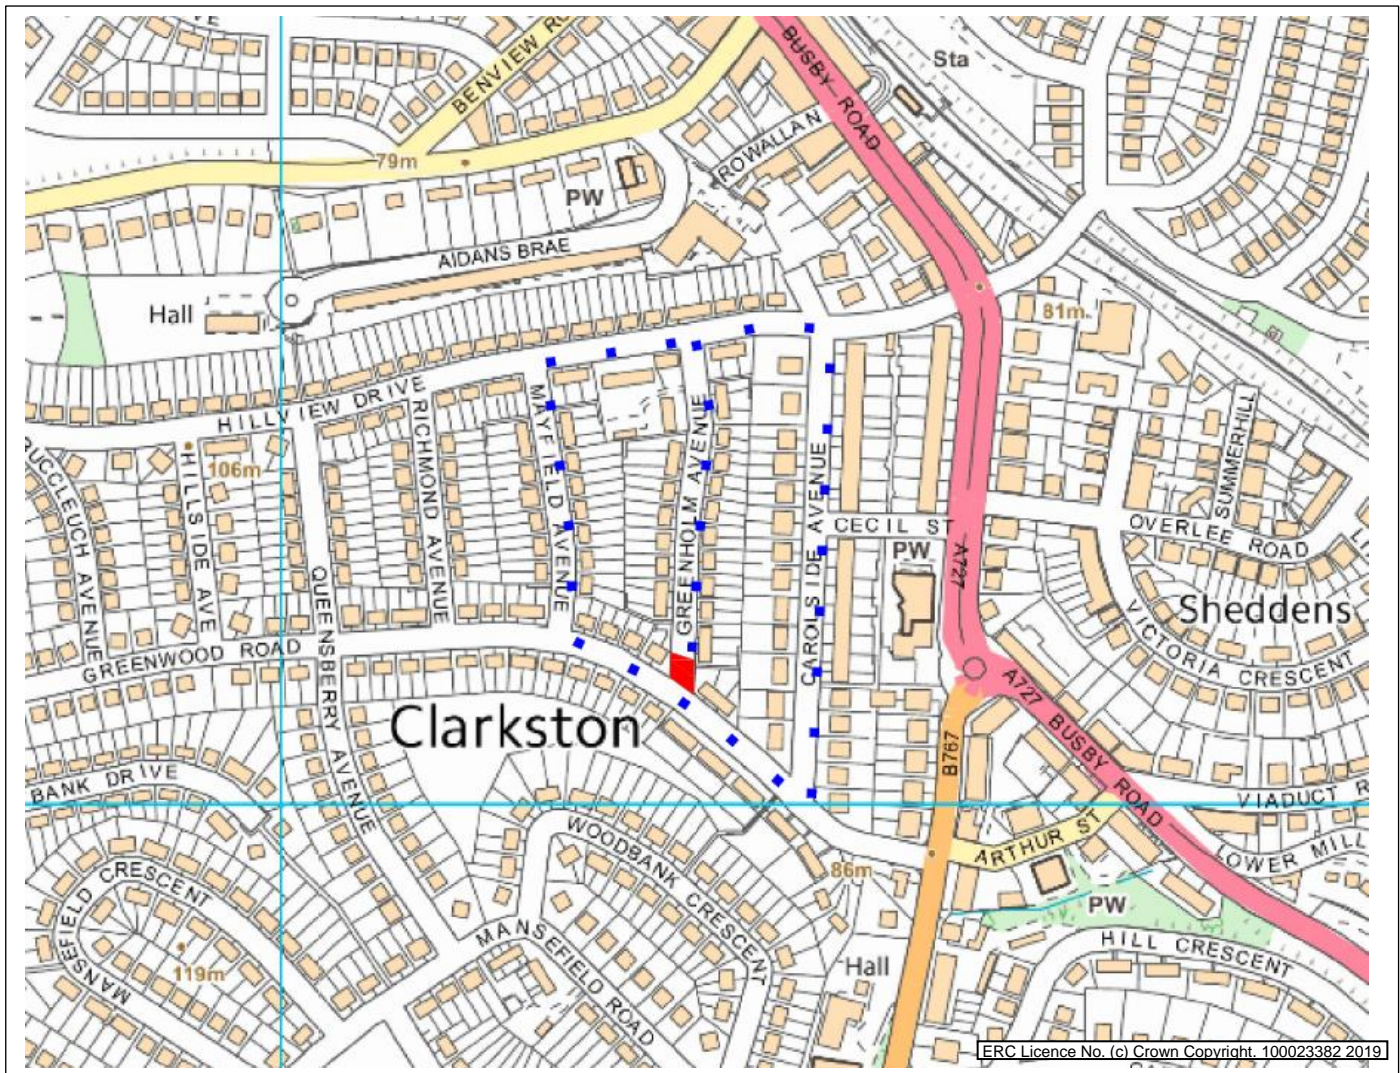 BENVIEW
BUSBY ROAD
Sta
79m
ROWALLAN
PW
AIDANS BRAE
Hall
81m
HILLVIEW DRIVE
RICHMOND AVENUE
MAYFIELD AVENUE
GREENHOLM AVENUE
CAROLSIDE AVENUE
106m
HILLSIDE AVE
BUCCLEUCH AVENUE
SUMMERHILL
OVERLEE ROAD
CECIL ST
PW
A727
QUEENSBERRY AVENUE
GREENWOOD ROAD
Sheddens
VICTORIA CRESCENT
A727 BUSBY ROAD
Clarkston
B767
BANK DRIVE
VIADUCT R
ARTHUR ST
LOWER MILL
WOODBANK CRESCENT
86m
PW
MANSEFIELD CRESCENT
MANSEFIELD ROAD
119m
MANSEF
Hall
HILL CRESCENT
ERC Licence No. (c) Crown Copyright. 100023382 2019